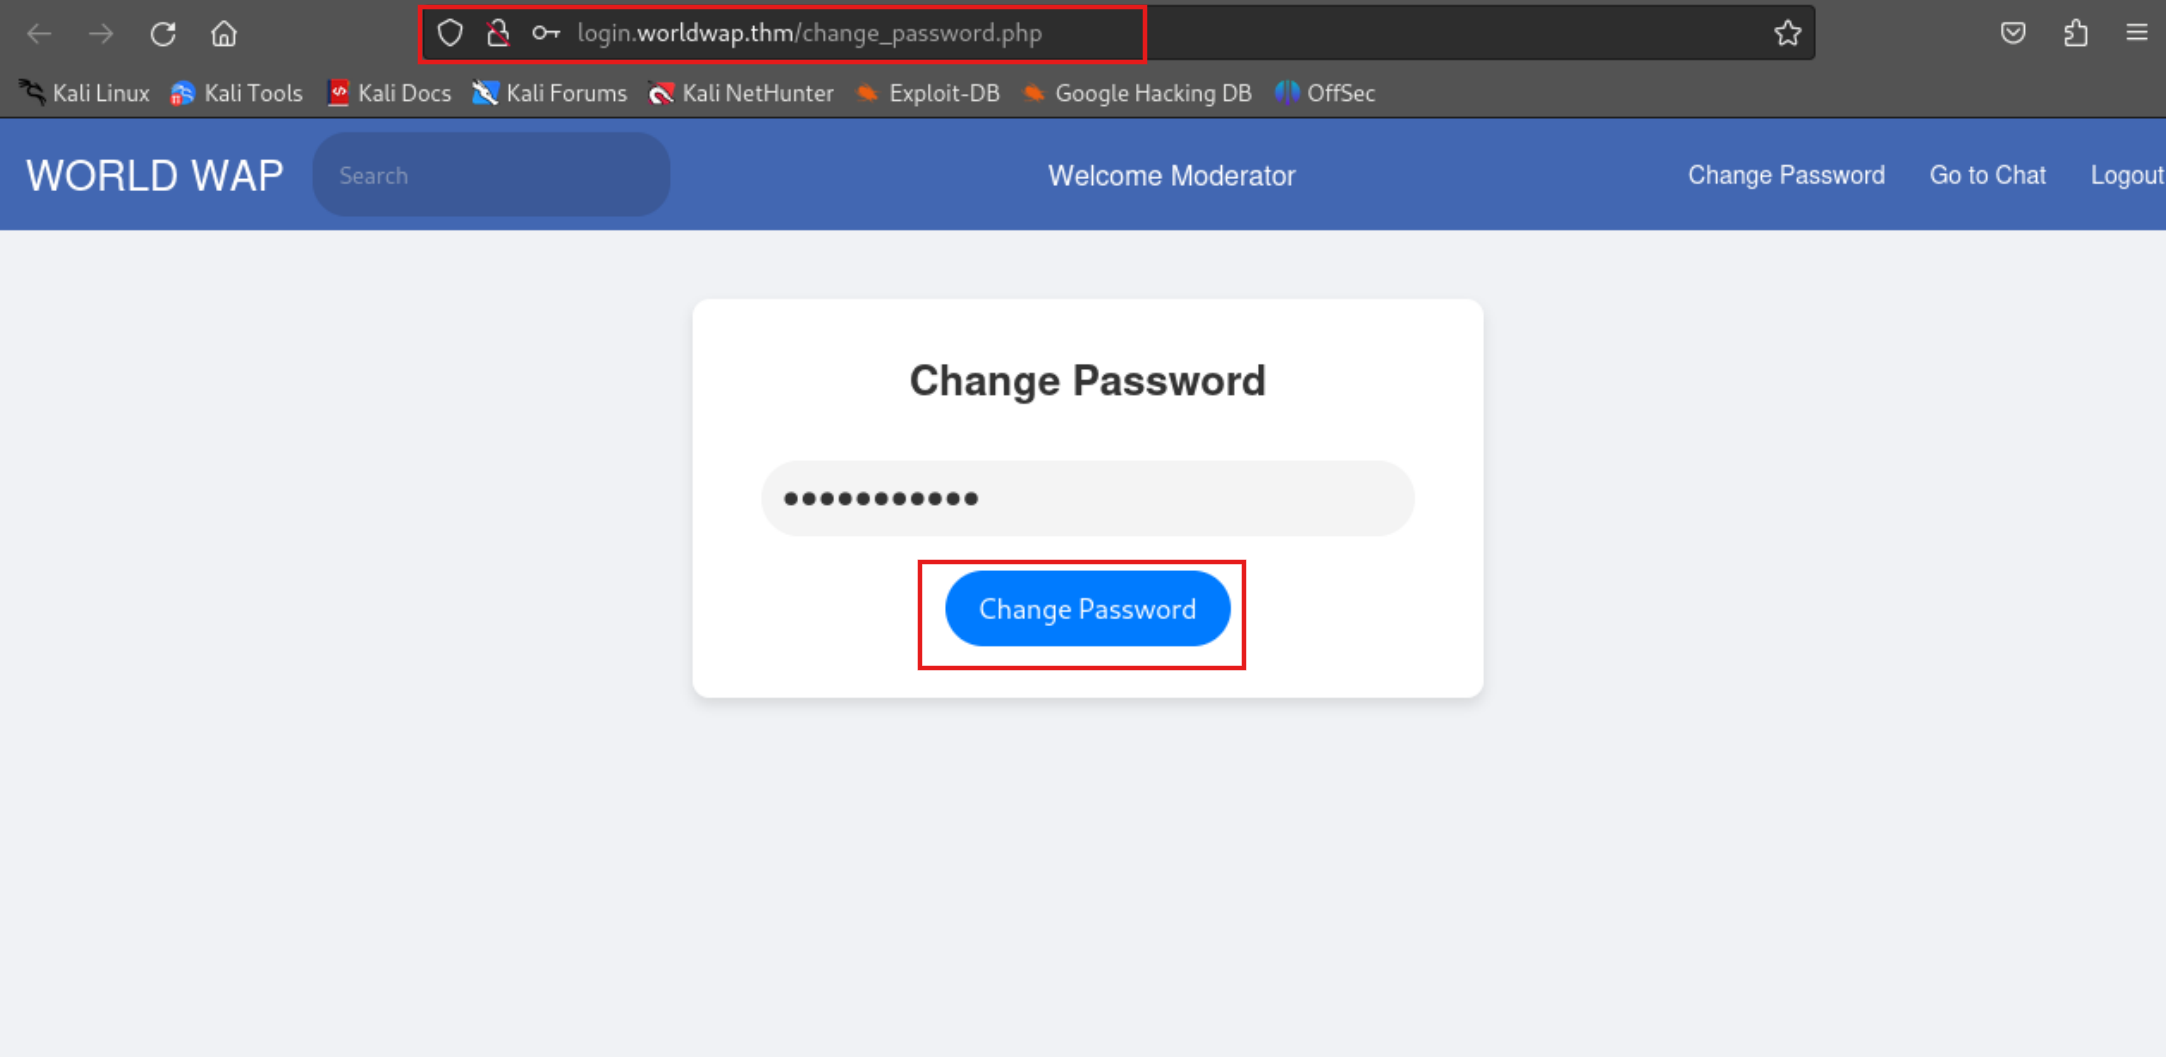 login.worldwap.thm/change_password.php
Kali Linux Kali Tools Kali Docs Kali Forums Kali NetHunter Exploit-DB Google Hacking DB OffSec
WORLD WAP Search Welcome Moderator Change Password Go to Chat Logout
Change Password
Change Password